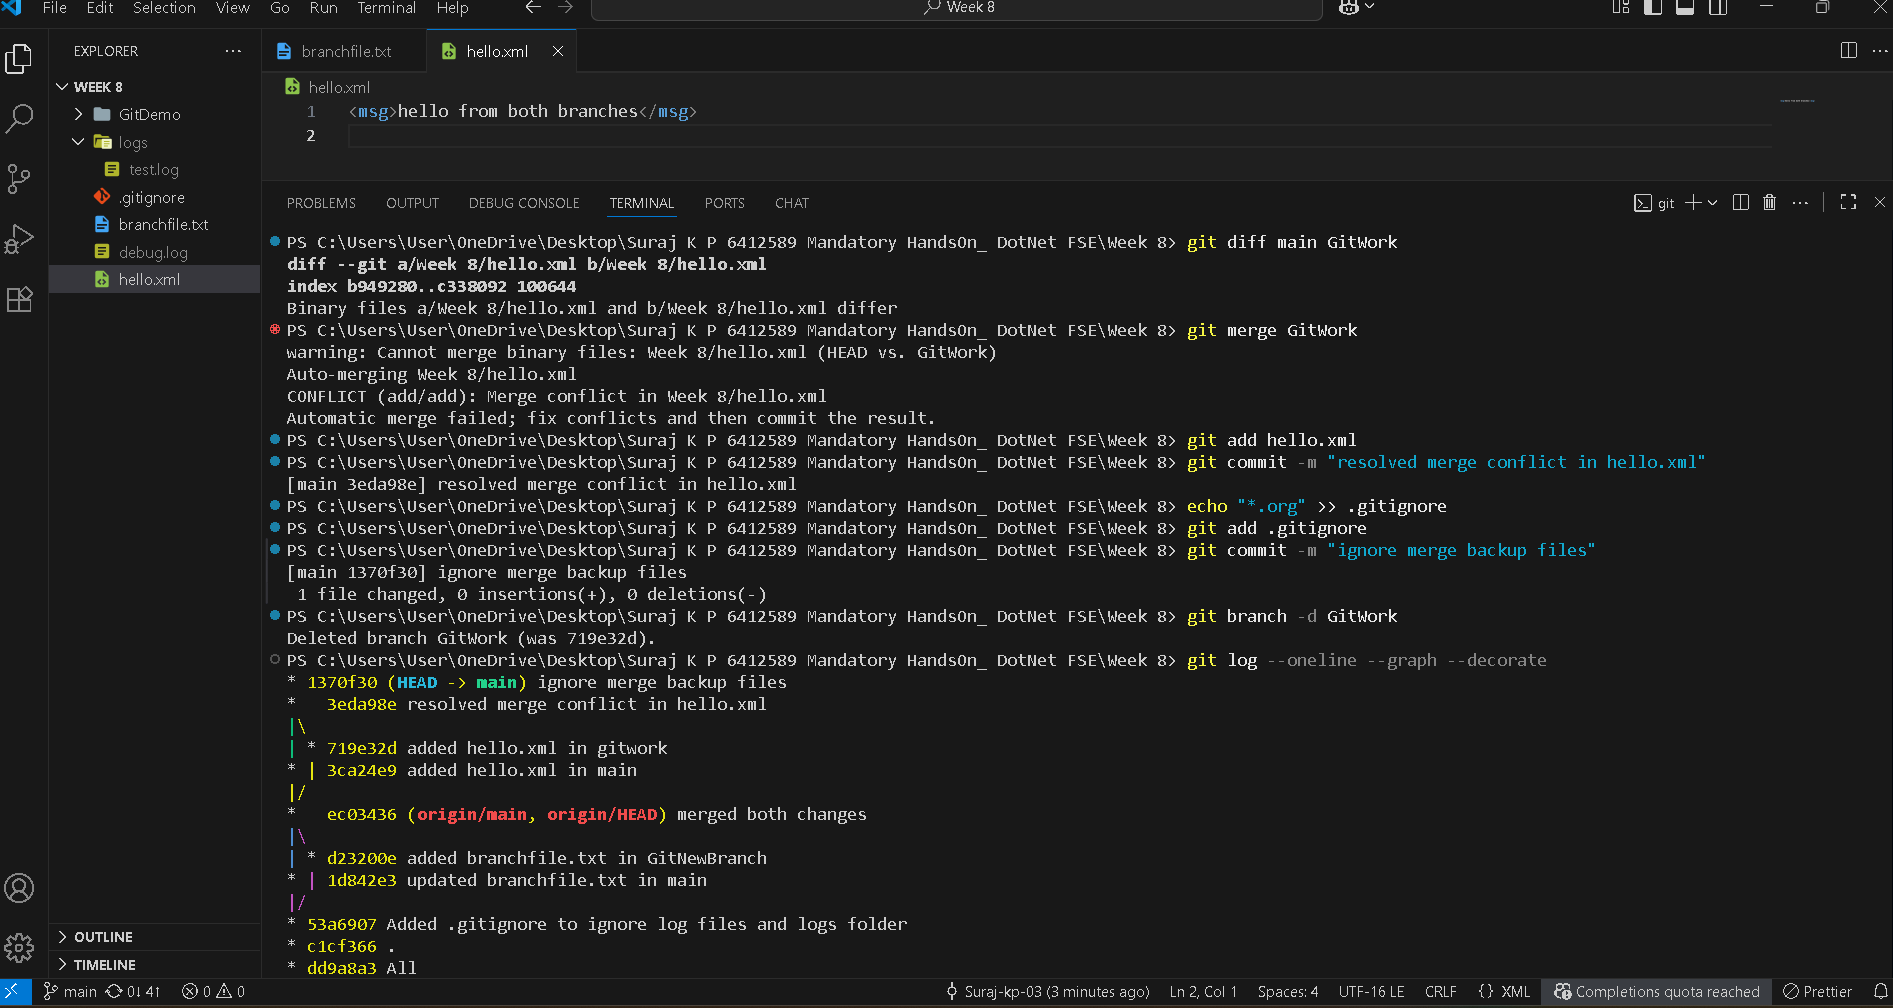 File Edit Selection View Go Run Terminal Help
Week 8
EXPLORER
WEEK 8
GitDemo
logs
test.log
.gitignore
branchfile.txt
debug.log
hello.xml
OUTLINE
TIMELINE
branchfile.txt hello.xml
hello.xml
1 <msg>hello from both branches</msg>
2
PROBLEMS OUTPUT DEBUG CONSOLE TERMINAL PORTS CHAT
git
PS C:\Users\User\OneDrive\Desktop\Suraj K P 6412589 Mandatory HandsOn_ DotNet FSE\Week 8> git diff main GitWork
diff --git a/Week 8/hello.xml b/Week 8/hello.xml
index b949280..c338092 100644
Binary files a/Week 8/hello.xml and b/Week 8/hello.xml differ
PS C:\Users\User\OneDrive\Desktop\Suraj K P 6412589 Mandatory HandsOn_ DotNet FSE\Week 8> git merge GitWork
warning: Cannot merge binary files: Week 8/hello.xml (HEAD vs. GitWork)
Auto-merging Week 8/hello.xml
CONFLICT (add/add): Merge conflict in Week 8/hello.xml
Automatic merge failed; fix conflicts and then commit the result.
PS C:\Users\User\OneDrive\Desktop\Suraj K P 6412589 Mandatory HandsOn_ DotNet FSE\Week 8> git add hello.xml
PS C:\Users\User\OneDrive\Desktop\Suraj K P 6412589 Mandatory HandsOn_ DotNet FSE\Week 8> git commit -m "resolved merge conflict in hello.xml"
[main 3eda98e] resolved merge conflict in hello.xml
PS C:\Users\User\OneDrive\Desktop\Suraj K P 6412589 Mandatory HandsOn_ DotNet FSE\Week 8> echo "*.org" >> .gitignore
PS C:\Users\User\OneDrive\Desktop\Suraj K P 6412589 Mandatory HandsOn_ DotNet FSE\Week 8> git add .gitignore
PS C:\Users\User\OneDrive\Desktop\Suraj K P 6412589 Mandatory HandsOn_ DotNet FSE\Week 8> git commit -m "ignore merge backup files"
[main 1370f30] ignore merge backup files
1 file changed, 0 insertions(+), 0 deletions(-)
PS C:\Users\User\OneDrive\Desktop\Suraj K P 6412589 Mandatory HandsOn_ DotNet FSE\Week 8> git branch -d GitWork
Deleted branch GitWork (was 719e32d).
PS C:\Users\User\OneDrive\Desktop\Suraj K P 6412589 Mandatory HandsOn_ DotNet FSE\Week 8> git log --oneline --graph --decorate
* 1370f30 (HEAD -> main) ignore merge backup files
*   3eda98e resolved merge conflict in hello.xml
|\
| * 719e32d added hello.xml in gitwork
* | 3ca24e9 added hello.xml in main
|/
*   ec03436 (origin/main, origin/HEAD) merged both changes
|\
| * d23200e added branchfile.txt in GitNewBranch
* | 1d842e3 updated branchfile.txt in main
|/
* 53a6907 Added .gitignore to ignore log files and logs folder
* c1cf366 .
* dd9a8a3 All
main 0↓ 4↑ 0 0 Suraj-kp-03 (3 minutes ago) Ln 2, Col 1 Spaces: 4 UTF-16 LE CRLF {} XML Completions quota reached Prettier